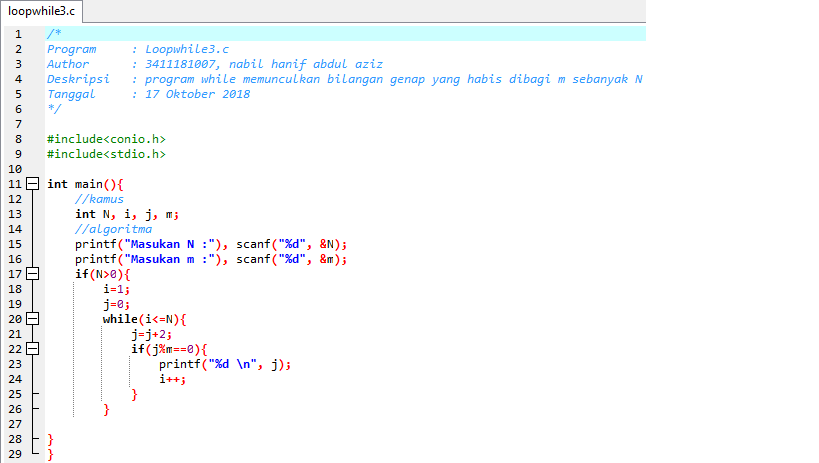 loopwhile3.c
1 /*
2 Program     : Loopwhile3.c
3 Author      : 3411181007, nabil hanif abdul aziz
4 Deskripsi   : program while memunculkan bilangan genap yang habis dibagi m sebanyak N
5 Tanggal     : 17 Oktober 2018
6 */
7
8 #include<conio.h>
9 #include<stdio.h>
10
11 int main(){
12     //kamus
13     int N, i, j, m;
14     //algoritma
15     printf("Masukan N :"), scanf("%d", &N);
16     printf("Masukan m :"), scanf("%d", &m);
17     if(N>0){
18         i=1;
19         j=0;
20         while(i<=N){
21             j=j+2;
22             if(j%m==0){
23                 printf("%d \n", j);
24                 i++;
25             }
26         }
27
28 }
29 }